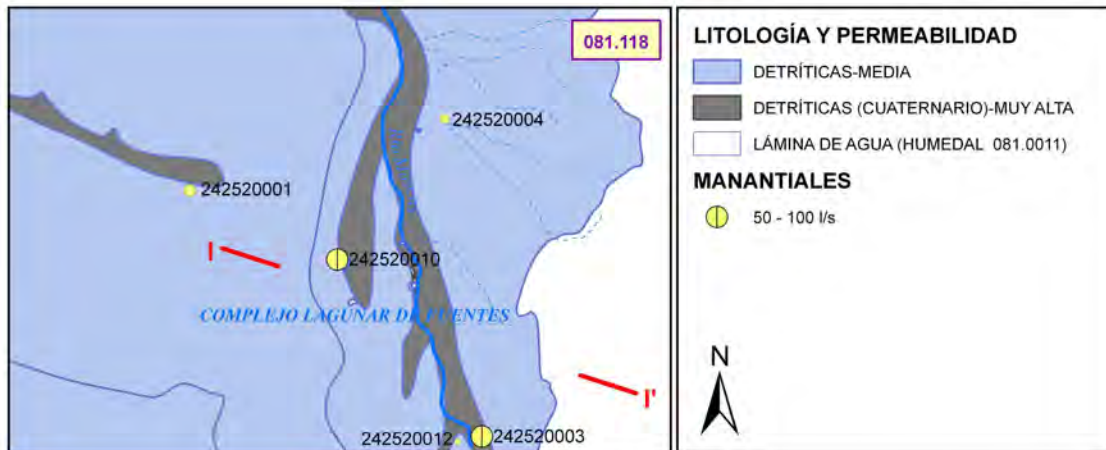 081.118
242520004
242520001
I
242520010
COMPLEJO LAGUNAR DE FUENTES
I'
242520012
242520003
LITOLOGÍA Y PERMEABILIDAD
DETRÍTICAS-MEDIA
DETRÍTICAS (CUATERNARIO)-MUY ALTA
LÁMINA DE AGUA (HUMEDAL 081.0011)
MANANTIALES
50 - 100 l/s
N